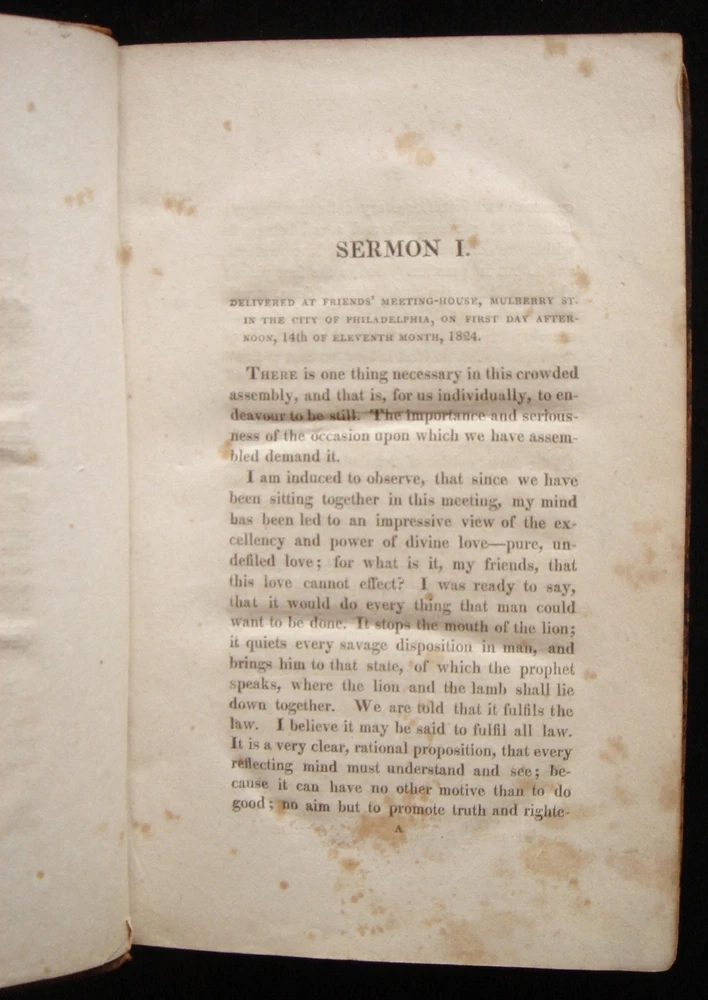 SERMON I.
DELIVERED AT FRIENDS' MEETING-HOUSE, MULBERRY ST.
IN THE CITY OF PHILADELPHIA, ON FIRST DAY AFTER-
NOON, 14th OF ELEVENTH MONTH, 1824.
THERE is one thing necessary in this crowded
assembly, and that is, for us individually, to en-
deavour to be still. The importance and serious-
ness of the occasion upon which we have assem-
bled demand it.
I am induced to observe, that since we have
been sitting together in this meeting, my mind
has been led to an impressive view of the ex-
cellency and power of divine love—pure, un-
defiled love; for what is it, my friends, that
this love cannot effect? I was ready to say,
that it would do every thing that man could
want to be done. It stops the mouth of the lion;
it quiets every savage disposition in man, and
brings him to that state, of which the prophet
speaks, where the lion and the lamb shall lie
down together. We are told that it fulfils the
law. I believe it may be said to fulfil all law.
It is a very clear, rational proposition, that every
reflecting mind must understand and see; be-
cause it can have no other motive than to do
good; no aim but to promote truth and righte-
A